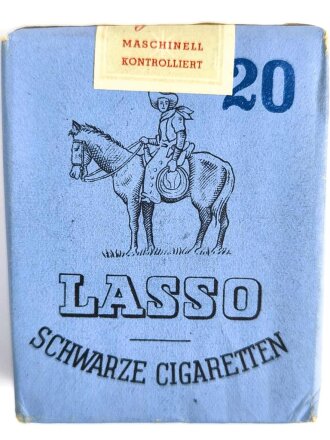 MASCHINELL
KONTROLLIERT
20
LASSO
SCHWARZE CIGARETTEN